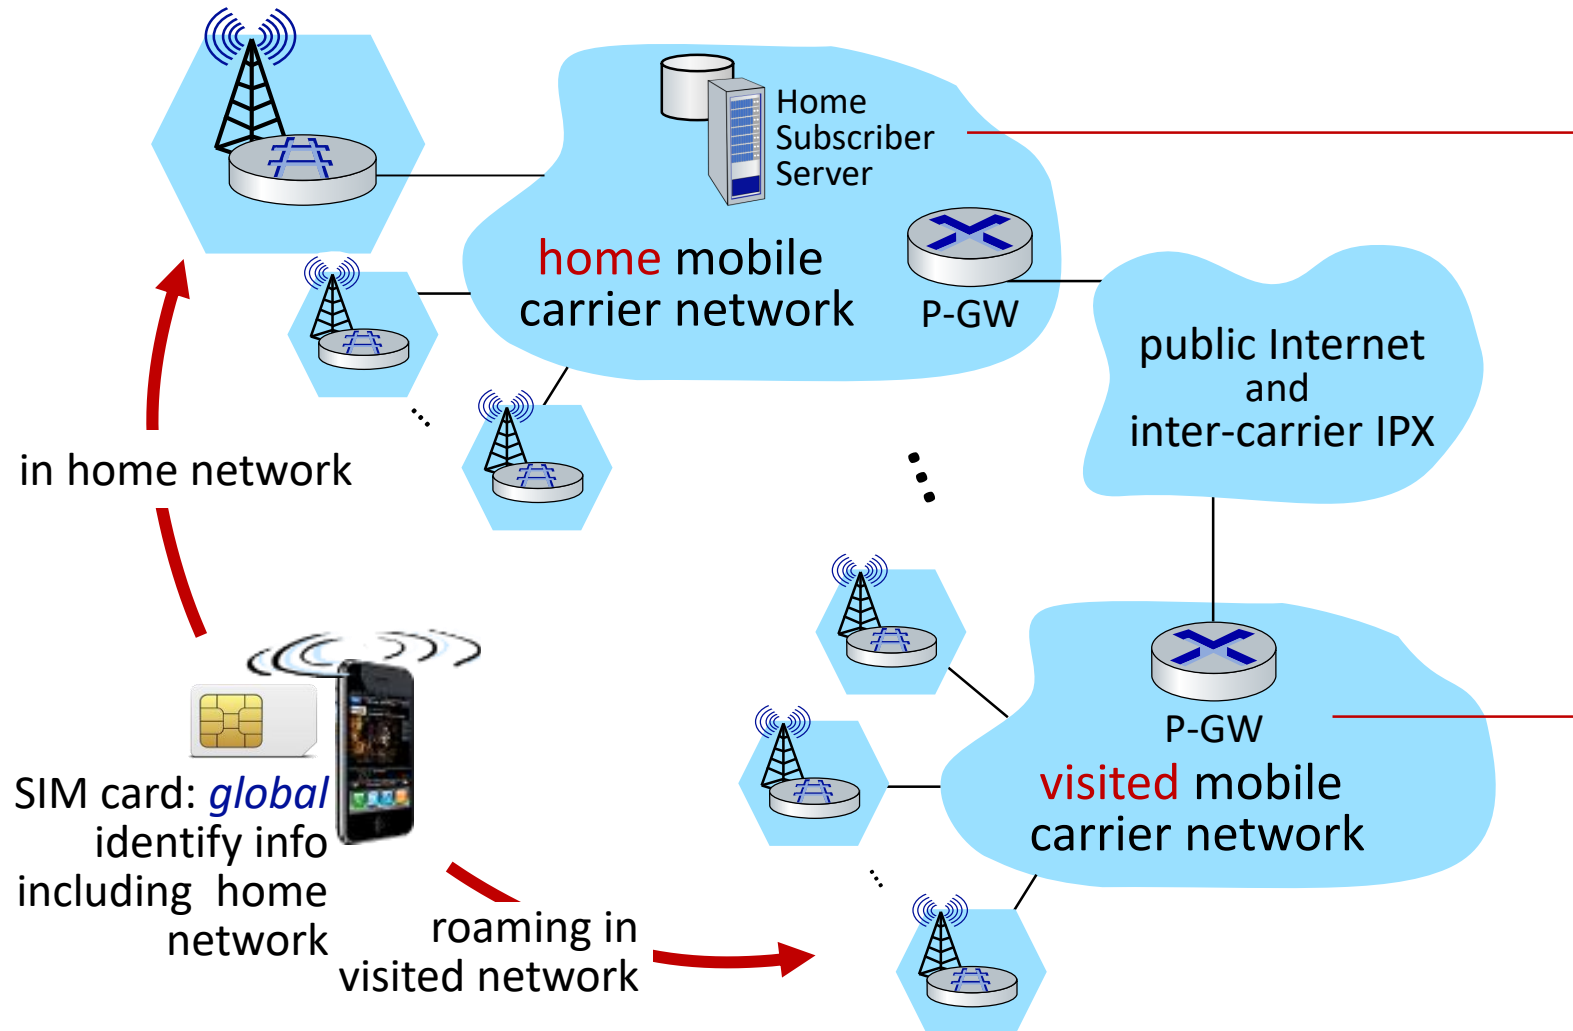 Home
Subscriber
Server
home mobile
carrier network
P-GW
public Internet
and
inter-carrier IPX
in home network
P-GW
visited mobile
carrier network
SIM card: global
identify info
including home
network
roaming in
visited network